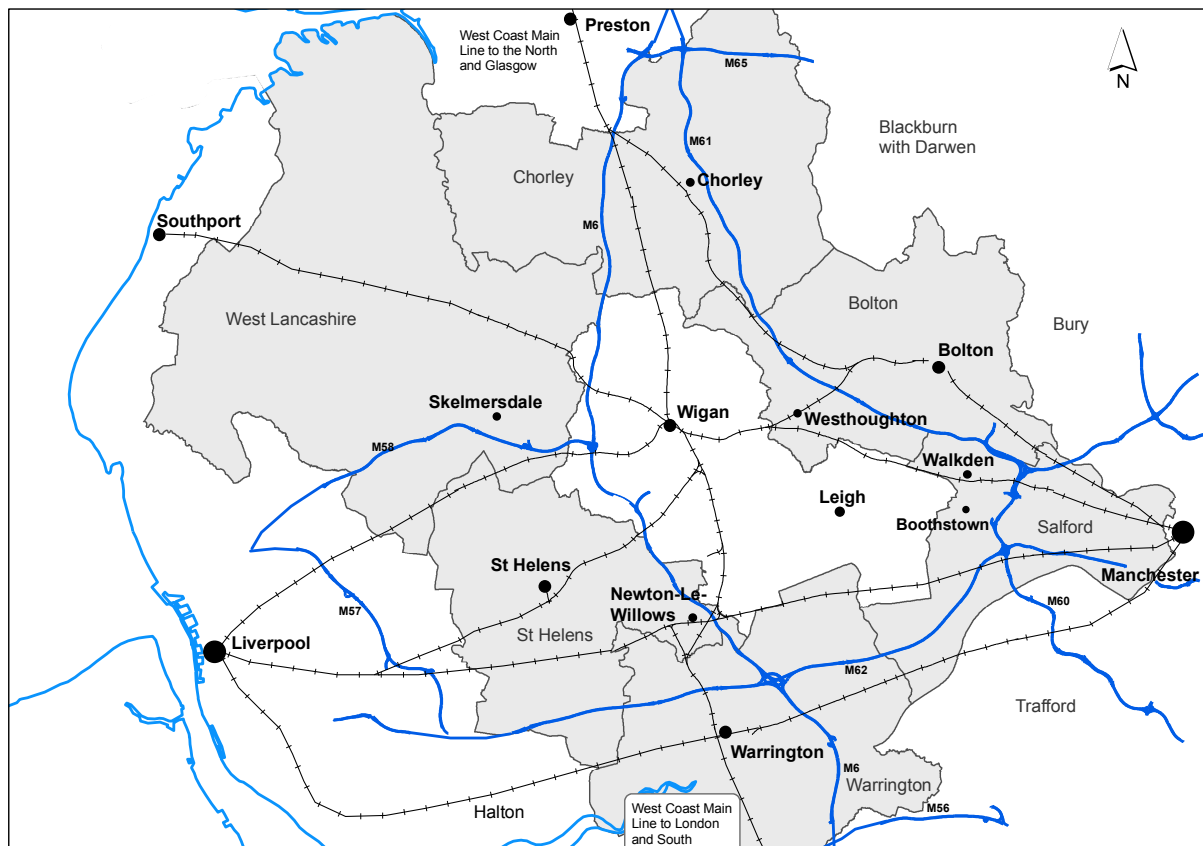 Preston
West Coast Main
Line to the North
and Glasgow
M65
N
Blackburn
with Darwen
M61
Chorley
Chorley
Southport
M6
Bolton
West Lancashire
Bury
Bolton
Skelmersdale
Wigan
Westhoughton
M58
Walkden
Leigh
Boothstown
Salford
St Helens
Manchester
Newton-Le-
Willows
M57
M60
St Helens
Liverpool
M62
Trafford
Warrington
M6
Warrington
Halton
West Coast Main
Line to London
and South
M56